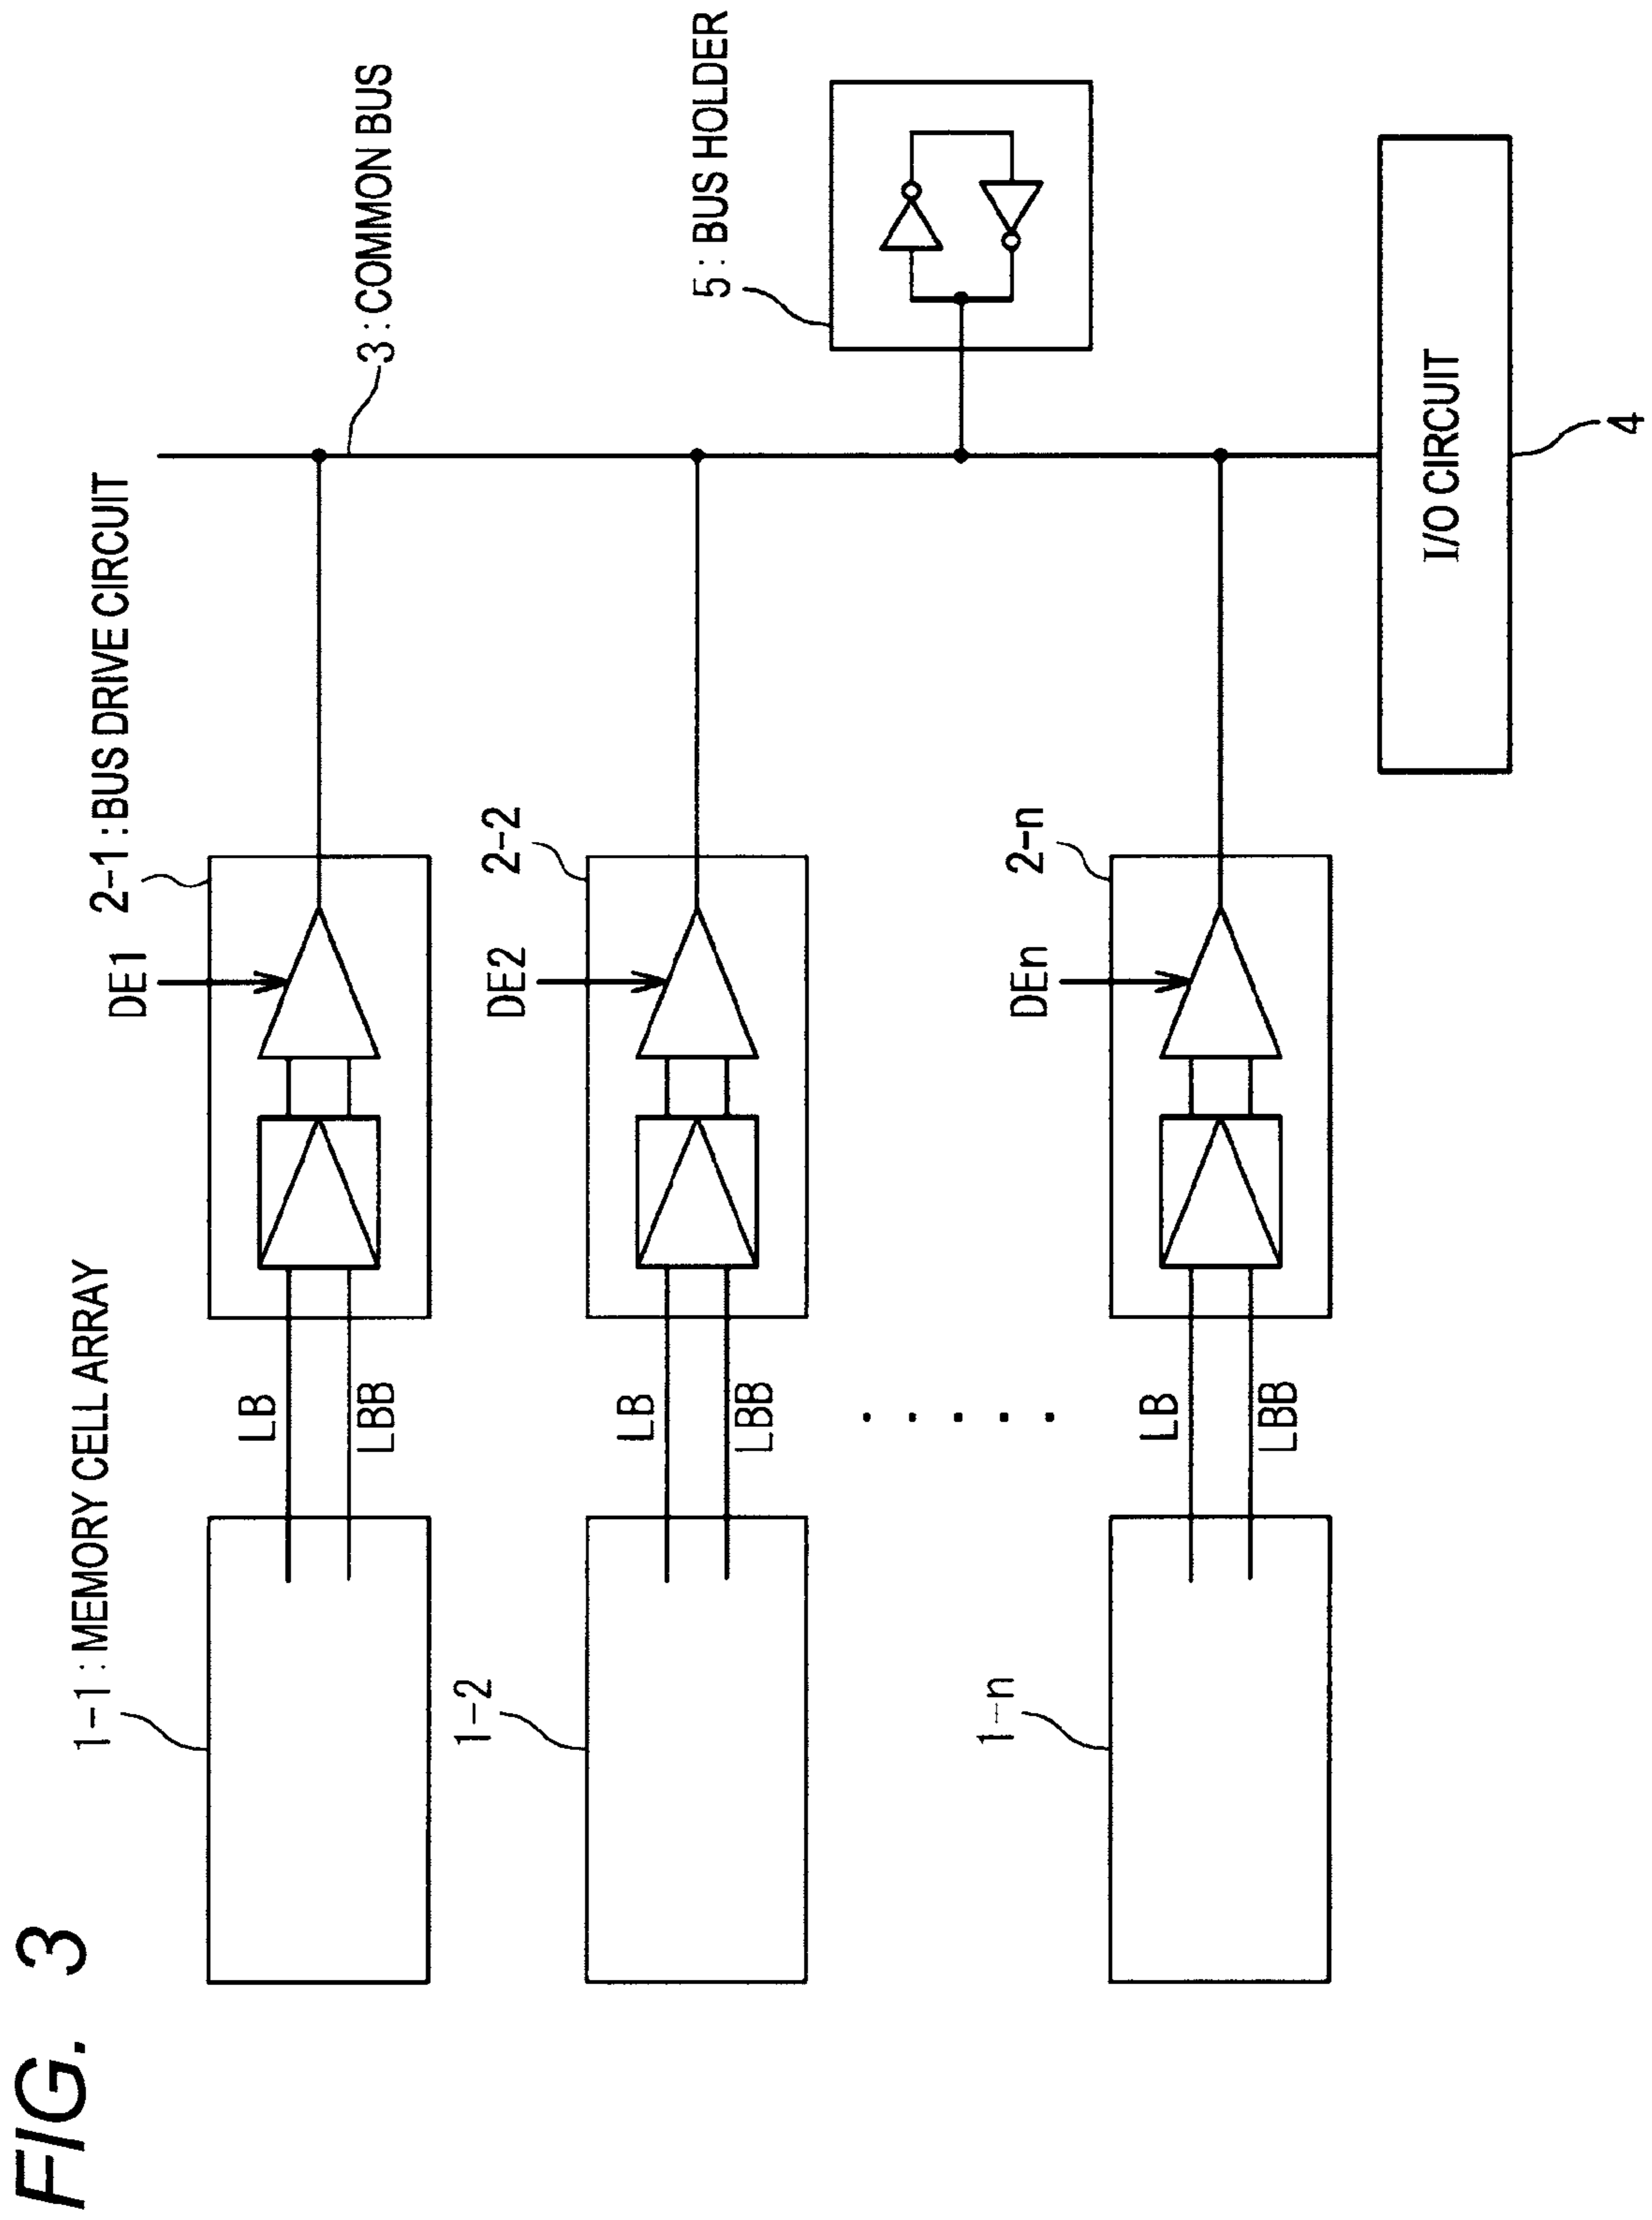 FIG. 3
1-1 : MEMORY CELL ARRAY
2-1 : BUS DRIVE CIRCUIT
3 : COMMON BUS
DE1
LB
LBB
1-2
2-2
DE2
LB
LBB
5 : BUS HOLDER
.....
1-n
2-n
DEn
LB
LBB
I/O CIRCUIT
4